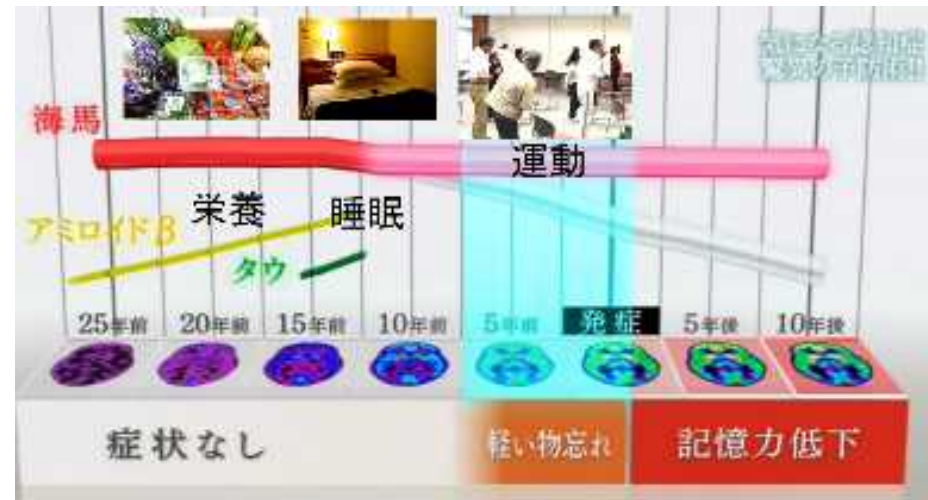 海馬
運動
栄養
睡眠
アミロイドβ
タウ
25年前
20年前
15年前
10年前
5年前
発症
5年後
10年後
症状なし
軽い物忘れ
記憶力低下